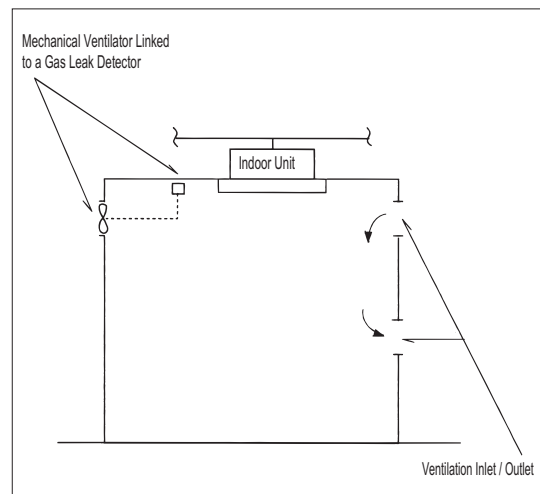 Mechanical Ventilator Linked
to a Gas Leak Detector
Indoor Unit
Ventilation Inlet / Outlet